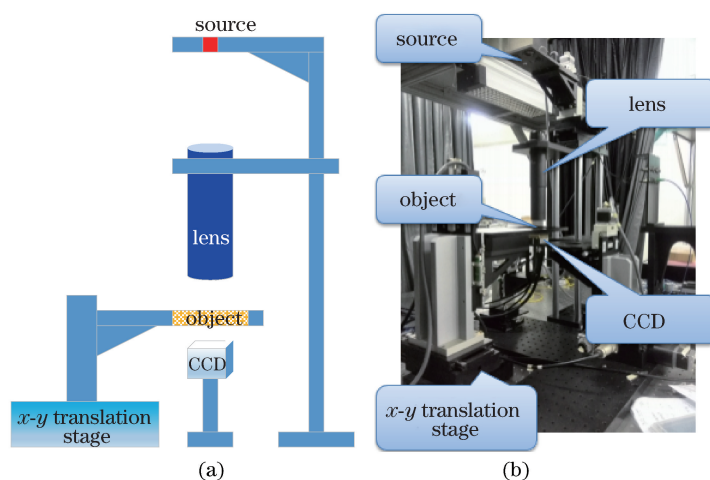 source
lens
object
CCD
x-y translation
stage
(a)
source
lens
object
CCD
x-y translation
stage
(b)